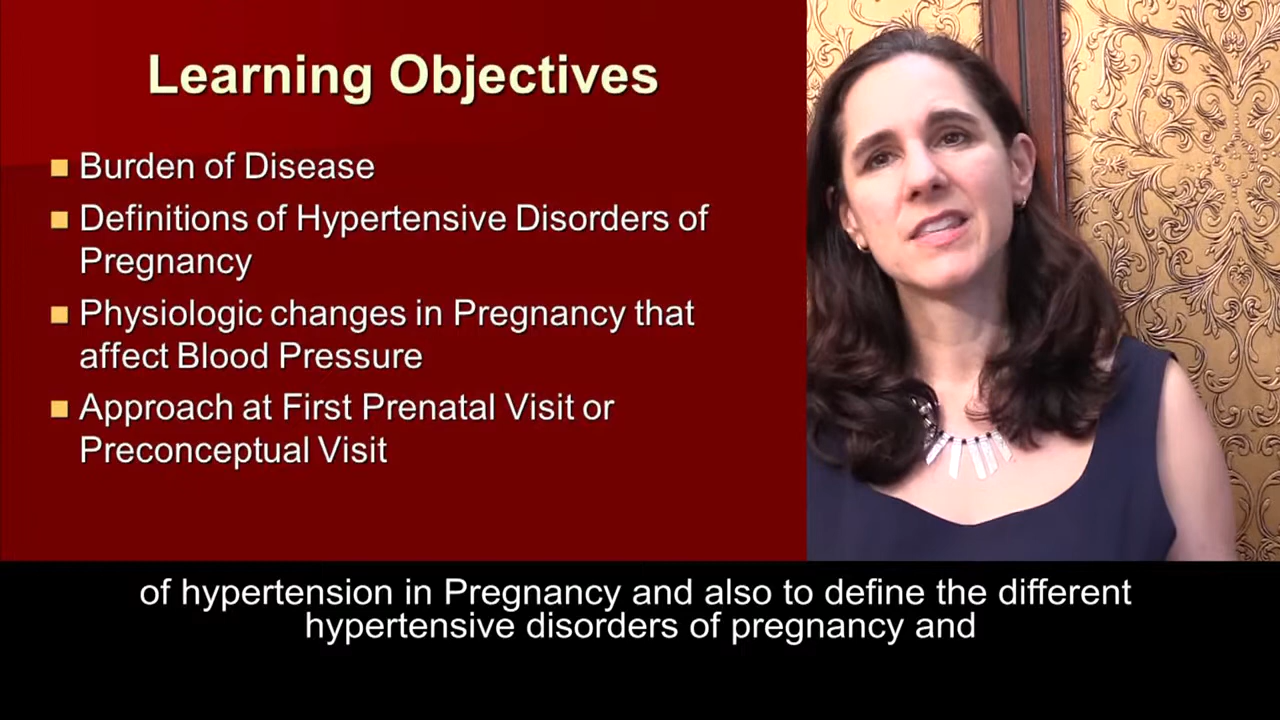 Learning Objectives
Burden of Disease
Definitions of Hypertensive Disorders of
Pregnancy
Physiologic changes in Pregnancy that
affect Blood Pressure
Approach at First Prenatal Visit or
Preconceptual Visit
of hypertension in Pregnancy and also to define the different
hypertensive disorders of pregnancy and